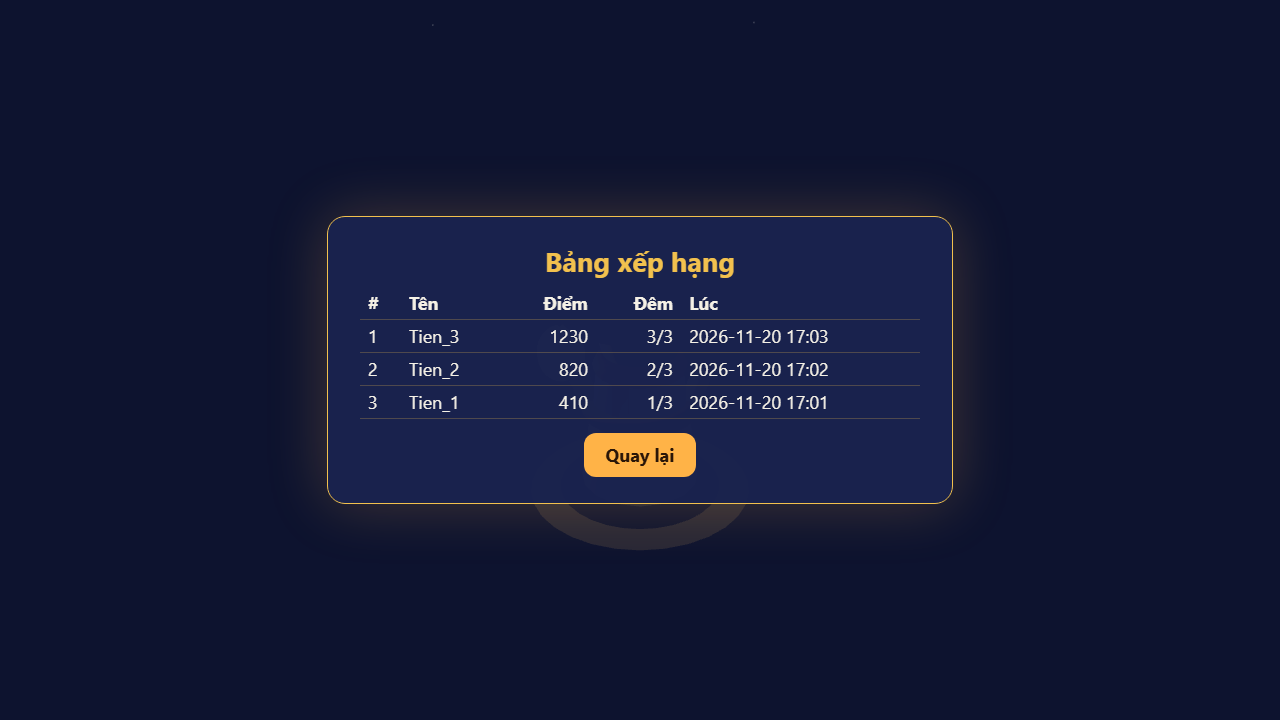 Bảng xếp hạng
# Tên Điểm Đêm Lúc
1 Tien_3 1230 3/3 2026-11-20 17:03
2 Tien_2 820 2/3 2026-11-20 17:02
3 Tien_1 410 1/3 2026-11-20 17:01
Quay lại